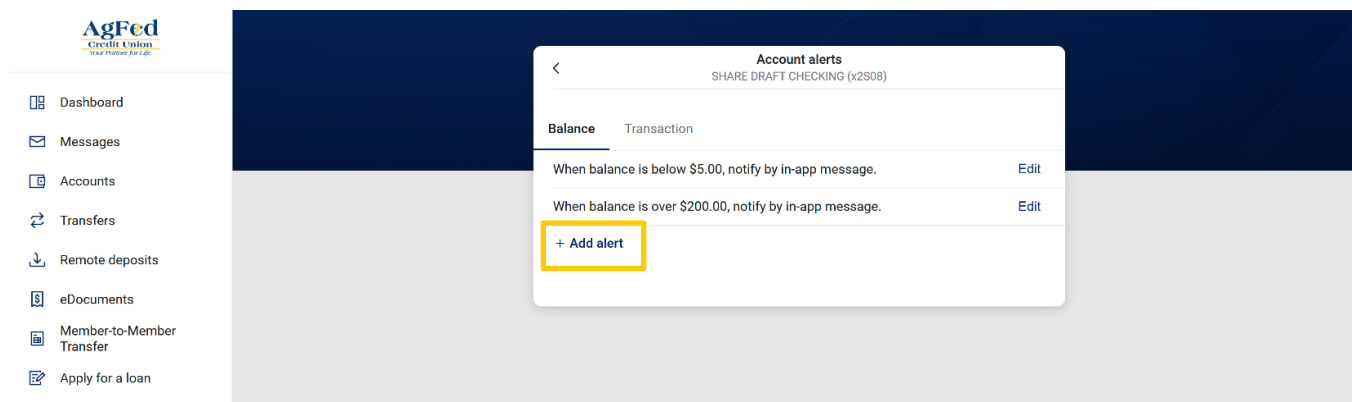 AgFed
Credit Union
Your Partner for Life
Dashboard
Messages
Accounts
Transfers
Remote deposits
eDocuments
Member-to-Member
Transfer
Apply for a loan
Account alerts
SHARE DRAFT CHECKING (x2S08)
Balance Transaction
When balance is below $5.00, notify by in-app message. Edit
When balance is over $200.00, notify by in-app message. Edit
+ Add alert